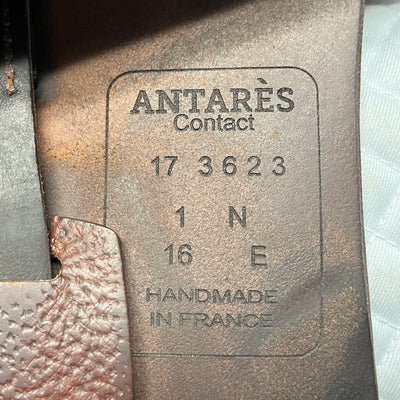 ANTARÈS
Contact
17 3623
1 N
16 E
HANDMADE
IN FRANCE